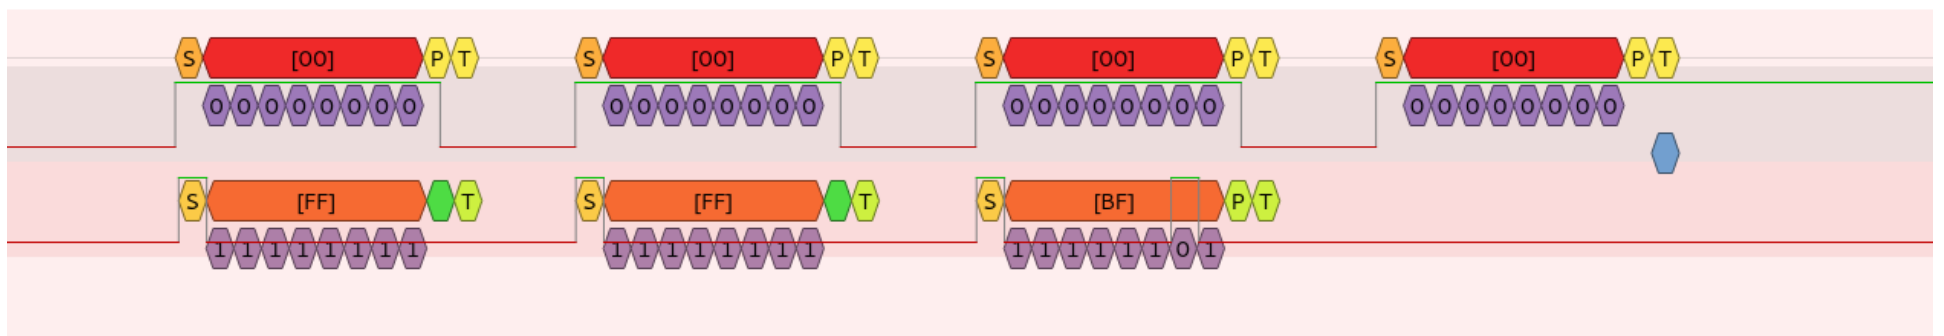 S [00] P T S [00] P T S [00] P T S [00] P T
0 0 0 0 0 0 0 0 0 0 0 0 0 0 0 0 0 0 0 0 0 0 0 0 0 0 0 0 0 0 0 0
S [FF] T S [FF] T S [BF] P T
1 1 1 1 1 1 1 1 1 1 1 1 1 1 1 1 1 1 1 1 1 1 0 1